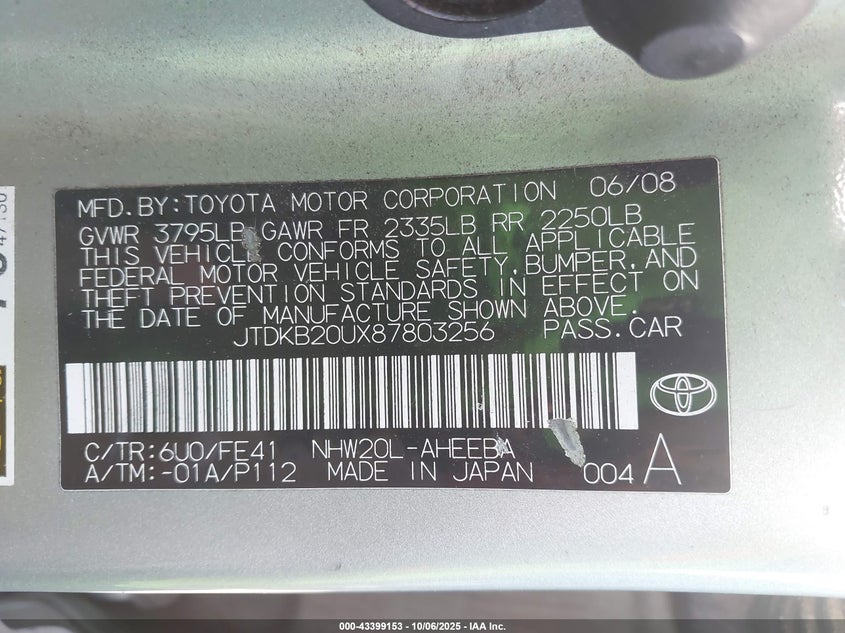 MFD.BY:TOYOTA MOTOR CORPORATION 06/08
GVWR 3795LB GAWR FR 2335LB RR 2250LB
THIS VEHICLE CONFORMS TO ALL APPLICABLE
FEDERAL MOTOR VEHICLE SAFETY,BUMPER,AND
THEFT PREVENTION STANDARDS IN EFFECT ON
THE DATE OF MANUFACTURE SHOWN ABOVE.
JTDKB20UX87803256 PASS.CAR
C/TR:6U0/FE41 NHW20L-AHEEBA
A/TM:-01A/P112 MADE IN JAPAN 004 A
47130
000-43399153 - 10/06/2025 - IAA Inc.